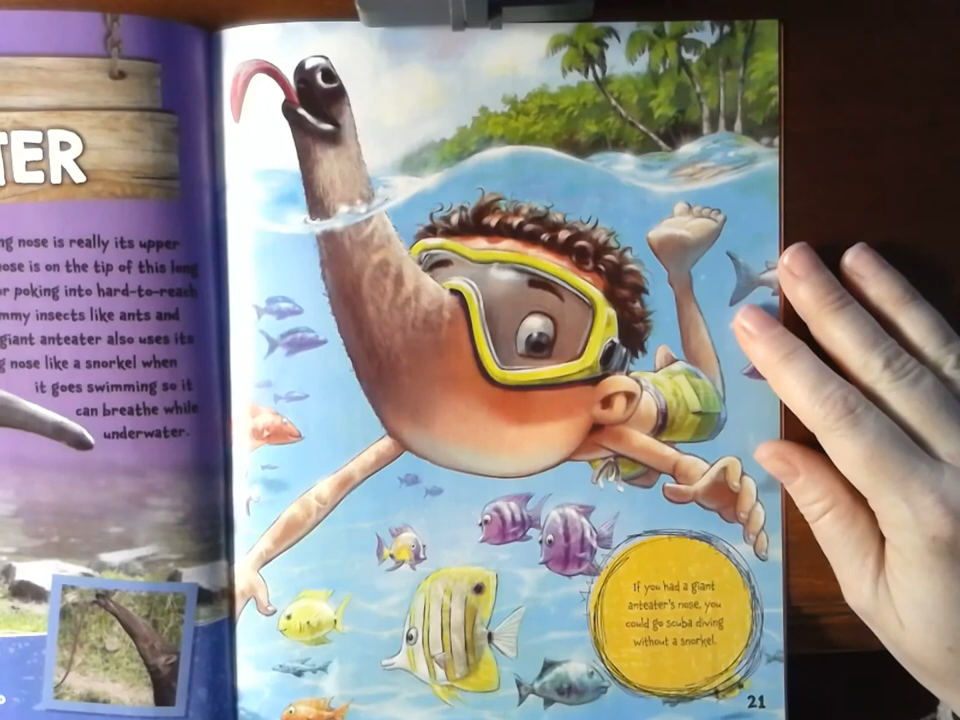 TER
ng nose is really its upper
nose is on the tip of this long
or poking into hard-to-reach
mmy insects like ants and
giant anteater also uses its
g nose like a snorkel when
it goes swimming so it
can breathe while
underwater.
If you had a giant
anteater's nose, you
could go scuba diving
without a snorkel.
21